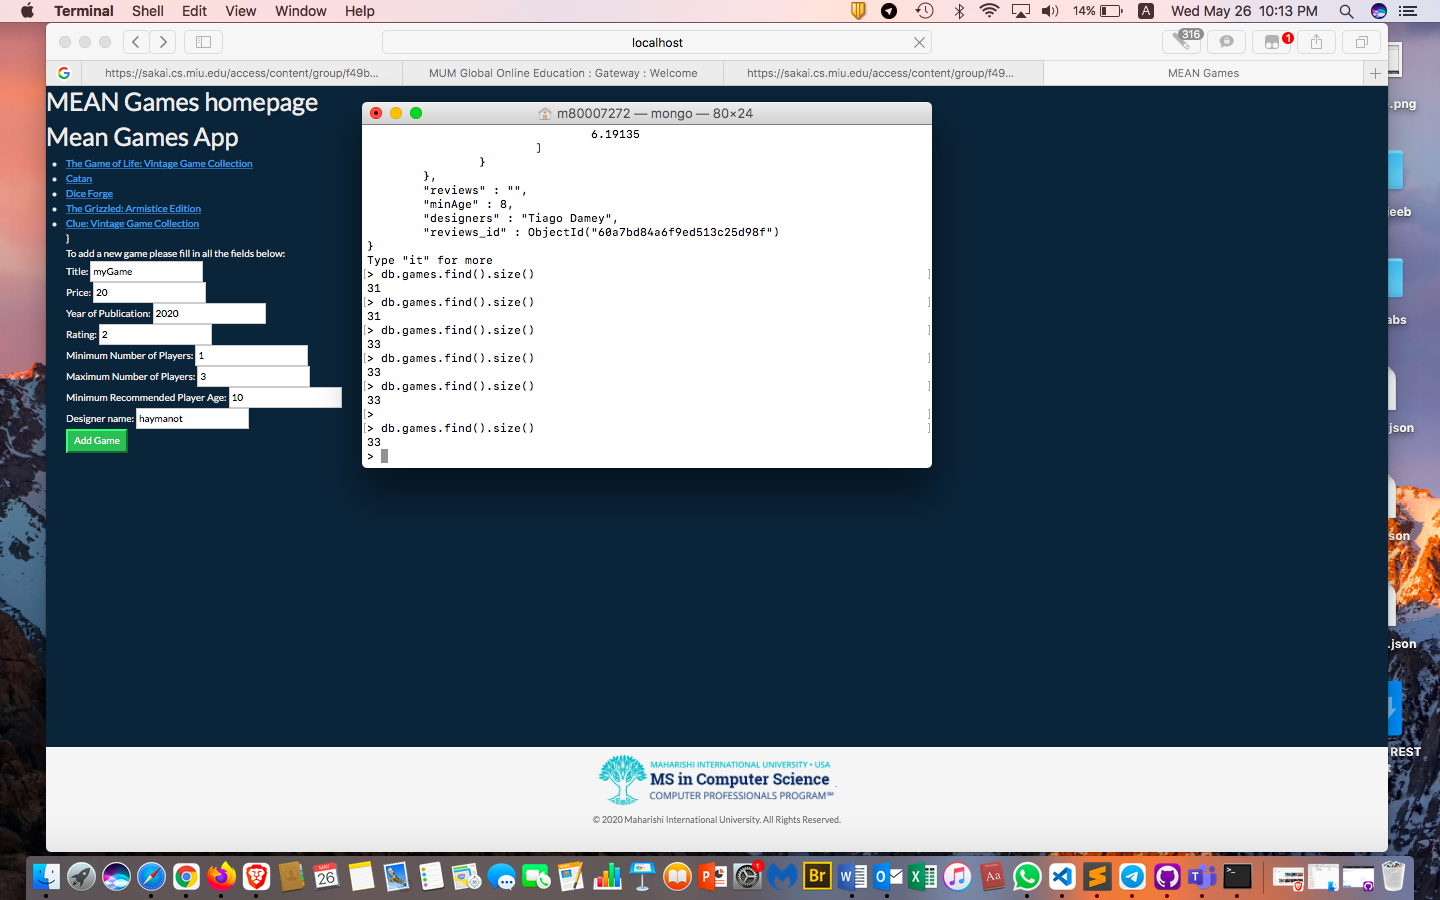 Terminal Shell Edit View Window Help 14% A Wed May 26 10:13 PM
localhost
316
1
https://sakai.cs.miu.edu/access/content/group/f49b...
MUM Global Online Education : Gateway : Welcome
https://sakai.cs.miu.edu/access/content/group/f49...
MEAN Games
MEAN Games homepage
Mean Games App
The Game of Life: Vintage Game Collection
Catan
Dice Forge
The Grizzled: Armistice Edition
Clue: Vintage Game Collection
}
To add a new game please fill in all the fields below:
Title: myGame
Price: 20
Year of Publication: 2020
Rating: 2
Minimum Number of Players: 1
Maximum Number of Players: 3
Minimum Recommended Player Age: 10
Designer name: haymanot
Add Game
m80007272 — mongo — 80×24
6.19135
]
}
},
"reviews" : "",
"minAge" : 8,
"designers" : "Tiago Damey",
"reviews_id" : ObjectId("60a7bd84a6f9ed513c25d98f")
}
Type "it" for more
[> db.games.find().size() ]
31
[> db.games.find().size() ]
31
[> db.games.find().size() ]
33
[> db.games.find().size() ]
33
[> db.games.find().size() ]
33
[> ]
[> db.games.find().size() ]
33
>
.png
jeeb
abs
json
son
.json
REST
t
MAHARISHI INTERNATIONAL UNIVERSITY • USA
MS in Computer Science
COMPUTER PROFESSIONALS PROGRAM℠
© 2020 Maharishi International University. All Rights Reserved.
MAY
26
1
Br
Aa